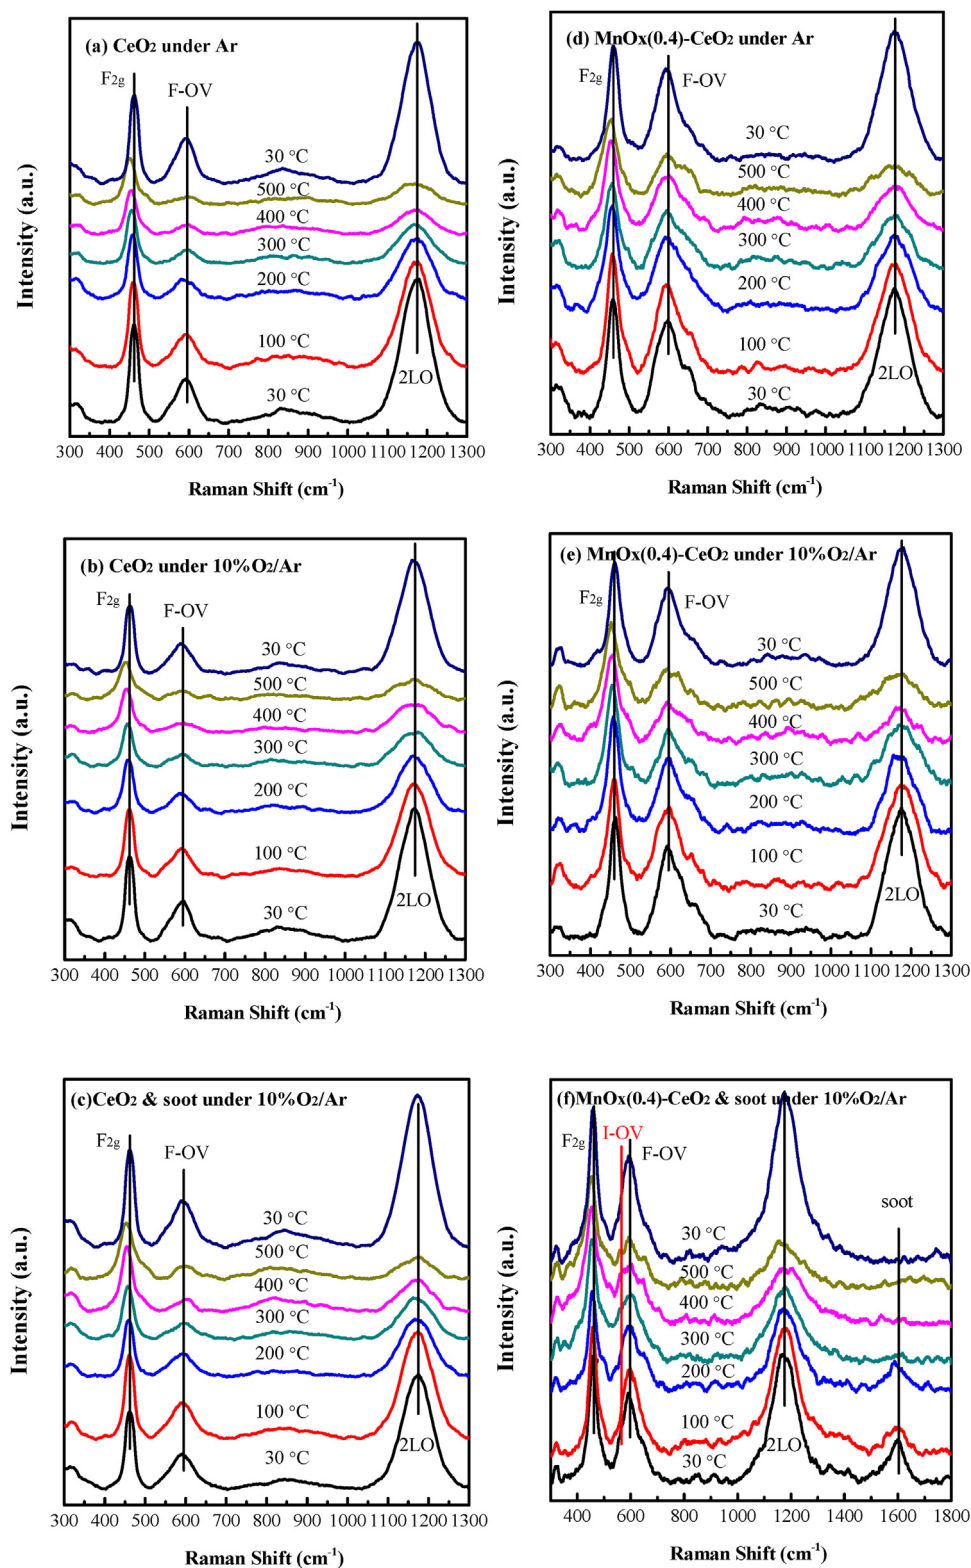 (a) CeO2 under Ar
F2g
F-OV
30 °C
500 °C
400 °C
300 °C
200 °C
100 °C
30 °C
2LO
Intensity (a.u.)
300 400 500 600 700 800 900 1000 1100 1200 1300
Raman Shift (cm-1)
(d) MnOx(0.4)-CeO2 under Ar
F2g
F-OV
30 °C
500 °C
400 °C
300 °C
200 °C
100 °C
30 °C
2LO
Intensity (a.u.)
300 400 500 600 700 800 900 1000 1100 1200 1300
Raman Shift (cm-1)
(b) CeO2 under 10%O2/Ar
F2g
F-OV
30 °C
500 °C
400 °C
300 °C
200 °C
100 °C
30 °C
2LO
Intensity (a.u.)
300 400 500 600 700 800 900 1000 1100 1200 1300
Raman Shift (cm-1)
(e) MnOx(0.4)-CeO2 under 10%O2/Ar
F2g
F-OV
30 °C
500 °C
400 °C
300 °C
200 °C
100 °C
30 °C
2LO
Intensity (a.u.)
300 400 500 600 700 800 900 1000 1100 1200 1300
Raman Shift (cm-1)
(c)CeO2 & soot under 10%O2/Ar
F2g
F-OV
30 °C
500 °C
400 °C
300 °C
200 °C
100 °C
30 °C
2LO
Intensity (a.u.)
300 400 500 600 700 800 900 1000 1100 1200 1300
Raman Shift (cm-1)
(f)MnOx(0.4)-CeO2 & soot under 10%O2/Ar
F2g
I-OV
F-OV
soot
30 °C
500 °C
400 °C
300 °C
200 °C
100 °C
30 °C
2LO
Intensity (a.u.)
400 600 800 1000 1200 1400 1600 1800
Raman Shift (cm-1)